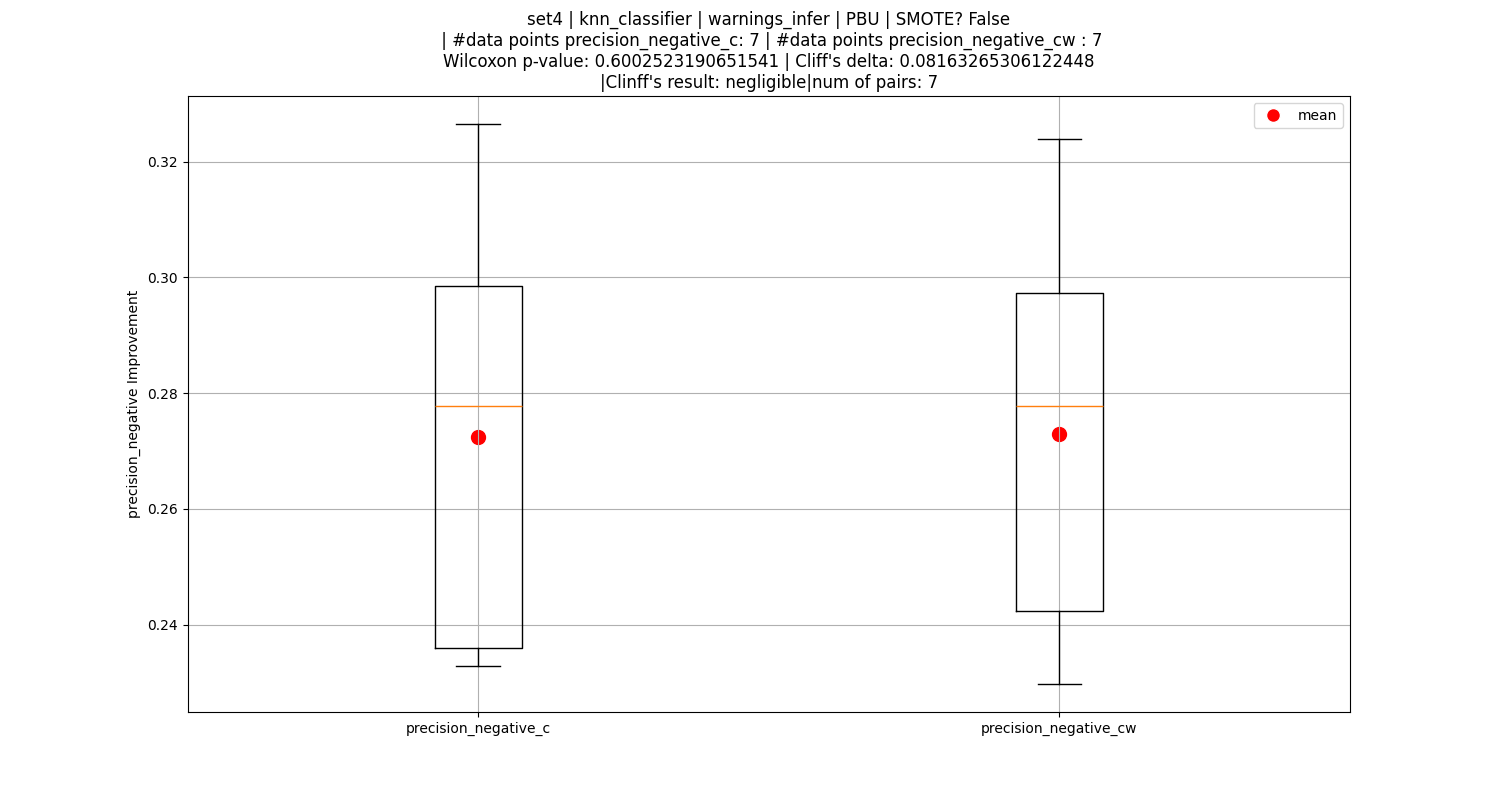 set4 | knn_classifier | warnings_infer | PBU | SMOTE? False
| #data points precision_negative_c: 7 | #data points precision_negative_cw : 7
Wilcoxon p-value: 0.6002523190651541 | Cliff's delta: 0.08163265306122448
|Clinff's result: negligible|num of pairs: 7
mean
0.32
0.30
0.28
0.26
0.24
precision_negative Improvement
precision_negative_c
precision_negative_cw